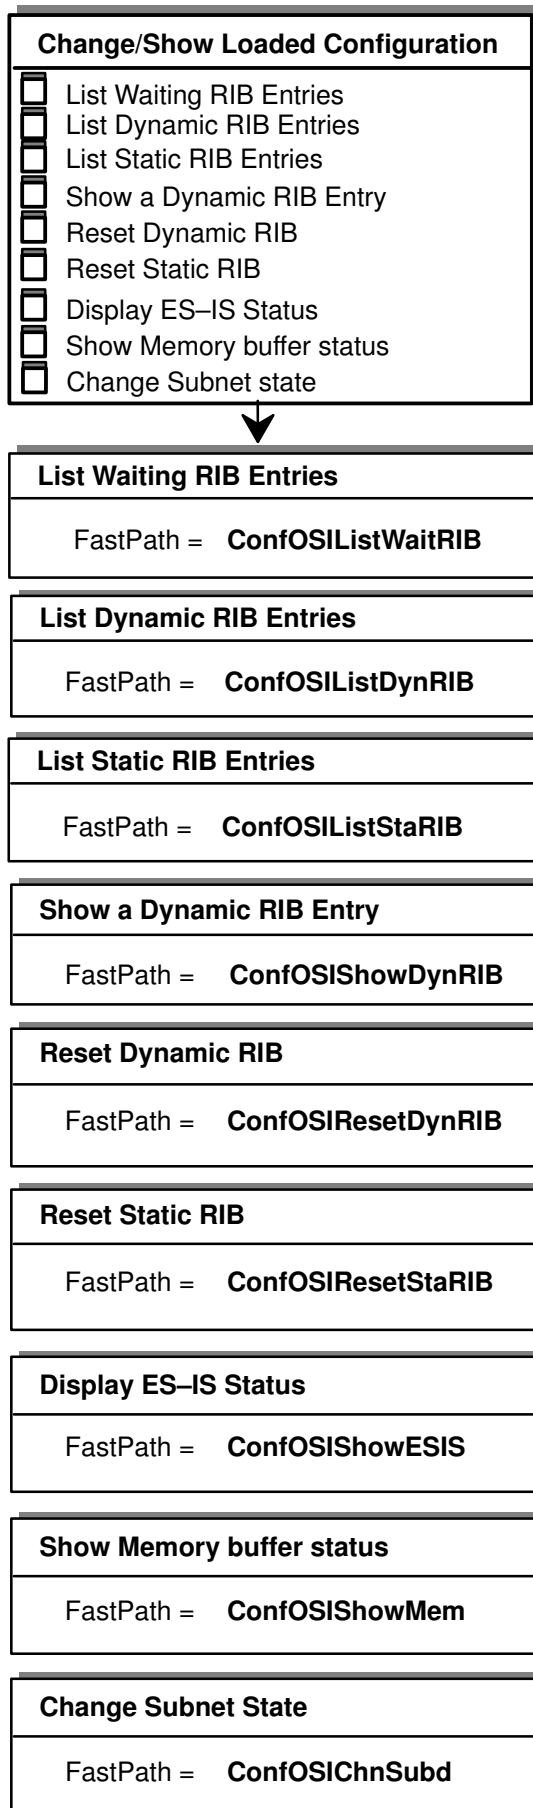 Change/Show Loaded Configuration
List Waiting RIB Entries
List Dynamic RIB Entries
List Static RIB Entries
Show a Dynamic RIB Entry
Reset Dynamic RIB
Reset Static RIB
Display ES–IS Status
Show Memory buffer status
Change Subnet state
List Waiting RIB Entries
FastPath = ConfOSIListWaitRIB
List Dynamic RIB Entries
FastPath = ConfOSIListDynRIB
List Static RIB Entries
FastPath = ConfOSIListStaRIB
Show a Dynamic RIB Entry
FastPath = ConfOSIShowDynRIB
Reset Dynamic RIB
FastPath = ConfOSIResetDynRIB
Reset Static RIB
FastPath = ConfOSIResetStaRIB
Display ES–IS Status
FastPath = ConfOSIShowESIS
Show Memory buffer status
FastPath = ConfOSIShowMem
Change Subnet State
FastPath = ConfOSIChnSubd